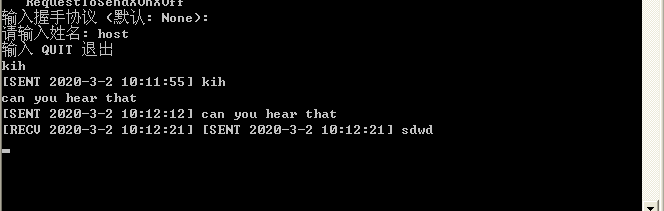 RequestToSendXOnXOff
输入握手协议 (默认: None):
请输入姓名: host
输入 QUIT 退出
kih
[SENT 2020-3-2 10:11:55] kih
can you hear that
[SENT 2020-3-2 10:12:12] can you hear that
[RECV 2020-3-2 10:12:21] [SENT 2020-3-2 10:12:21] sdwd